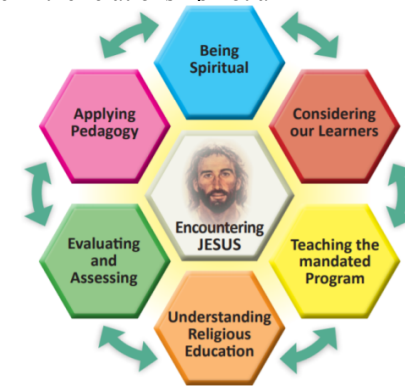 Being
Spiritual
Applying
Pedagogy
Considering
our Learners
Encountering
JESUS
Evaluating
and
Assessing
Teaching the
mandated
Program
Understanding
Religious
Education